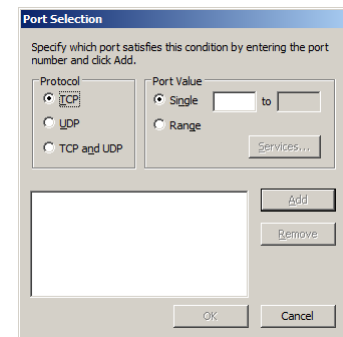 Port Selection
Specify which port satisfies this condition by entering the port
number and click Add.
Protocol
Port Value
TCP
Single
to
UDP
Range
TCP and UDP
Services...
Add
Remove
OK
Cancel